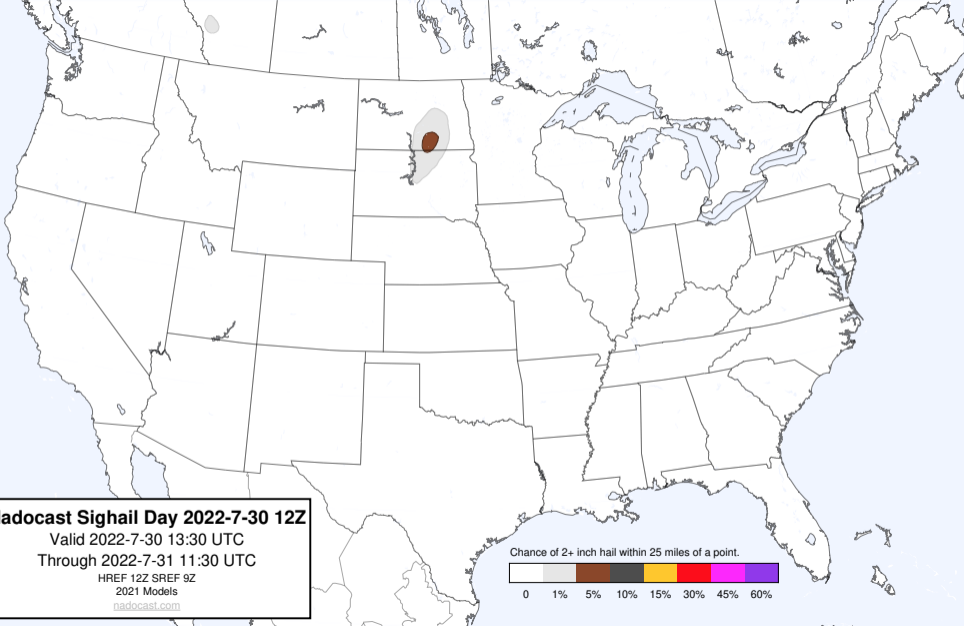 adocast Sighail Day 2022-7-30 12Z
Valid 2022-7-30 13:30 UTC
Through 2022-7-31 11:30 UTC
HREF 12Z SREF 9Z
2021 Models
nadocast.com
Chance of 2+ inch hail within 25 miles of a point.
0 1% 5% 10% 15% 30% 45% 60%